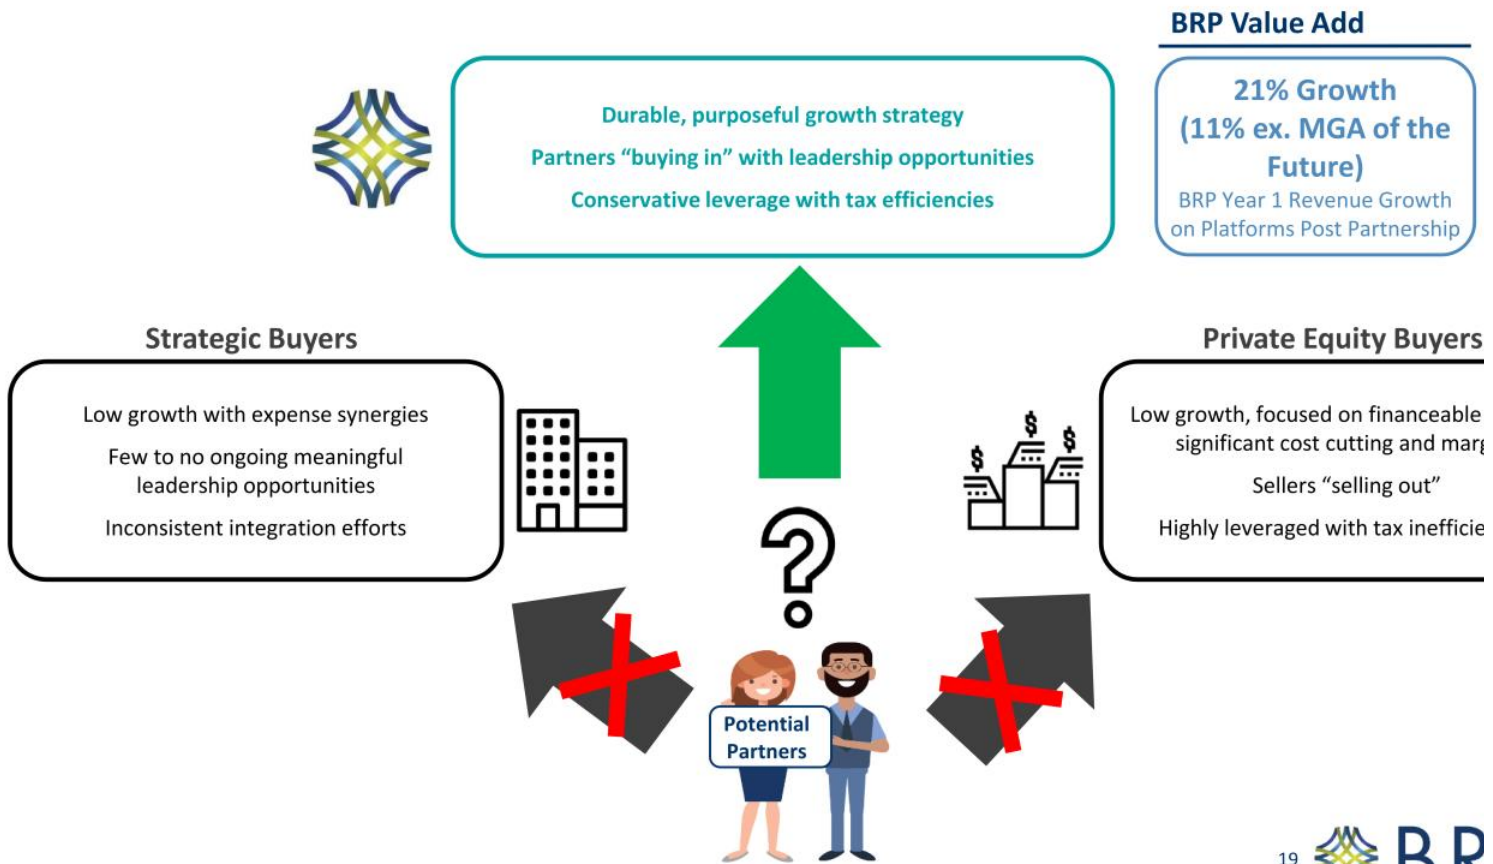 BRP Value Add
Durable, purposeful growth strategy
Partners “buying in” with leadership opportunities
Conservative leverage with tax efficiencies
21% Growth
(11% ex. MGA of the
Future)
BRP Year 1 Revenue Growth
on Platforms Post Partnership
Strategic Buyers
Low growth with expense synergies
Few to no ongoing meaningful
leadership opportunities
Inconsistent integration efforts
Private Equity Buyers
Low growth, focused on financeable
significant cost cutting and
Sellers “selling out”
Highly leveraged with tax
$
$
$
?
Potential
Partners
19
B R